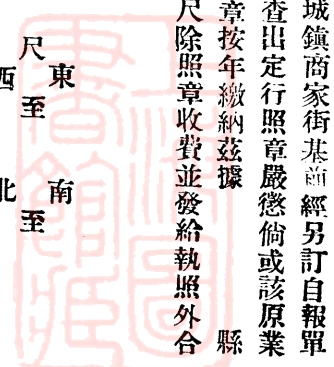 城鎮商家街基前經另訂自報單
查出定行照章嚴懲倘或該原業
章按年繳納茲據　縣
尺除照章收費並發給執照外合
東　南
尺至　至
西　北